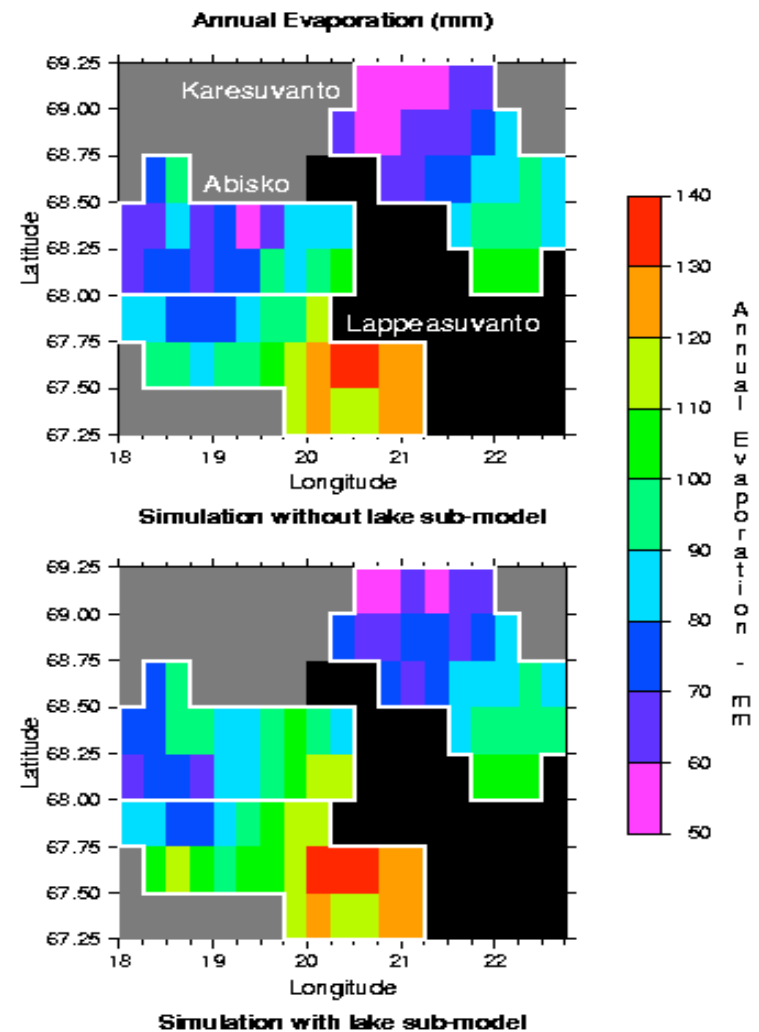 Annual Evaporation (mm)
69.25
69.00
68.75
68.50
68.25
68.00
67.75
67.50
67.25
Latitude
Karesuvanto
Abisko
Lappeasuvanto
18 19 20 21 22
Longitude
Simulation without lake sub-model
69.25
69.00
68.75
68.50
68.25
68.00
67.75
67.50
67.25
Latitude
18 19 20 21 22
Longitude
Simulation with lake sub-model
140
130
120
110
100
90
80
70
60
50
Annual Evaporation - mm